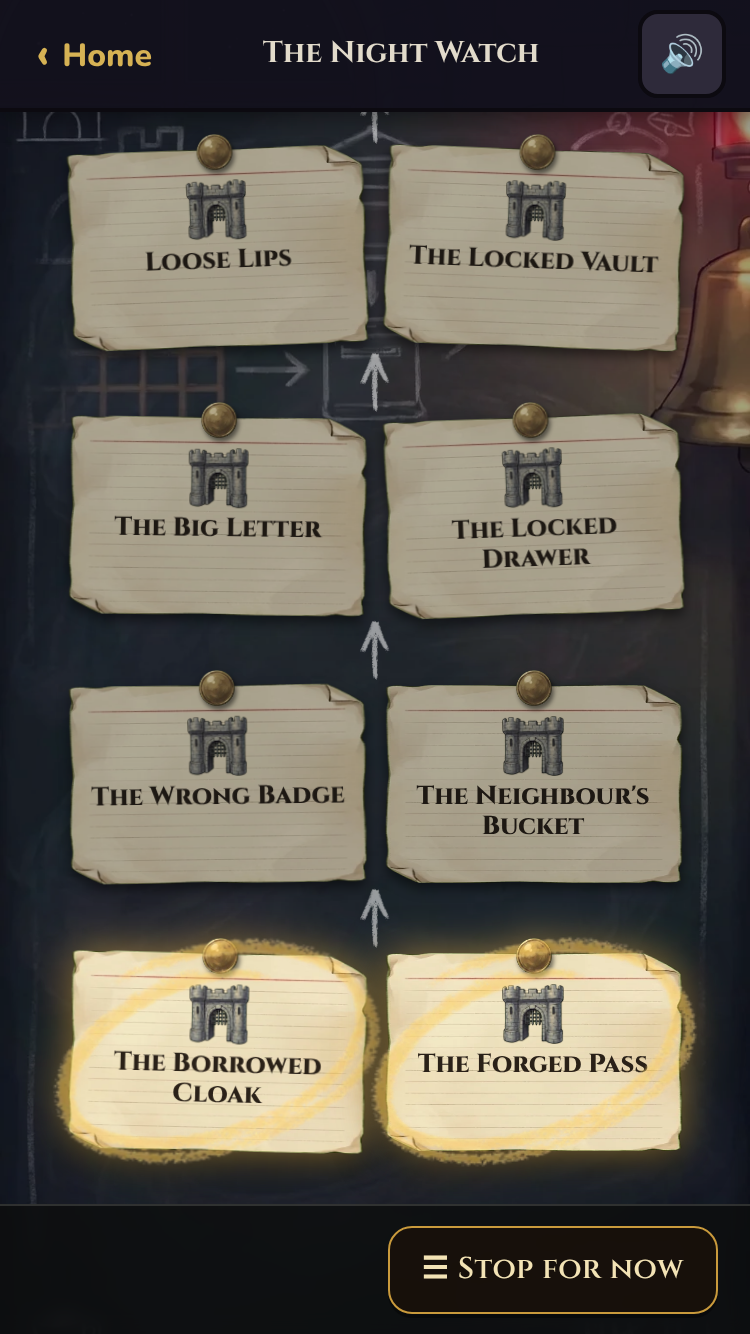 ‹ Home
The Night Watch
Loose Lips
The Locked Vault
The Big Letter
The Locked
Drawer
The Wrong Badge
The Neighbour's
Bucket
The Borrowed
Cloak
The Forged Pass
☰ Stop for now